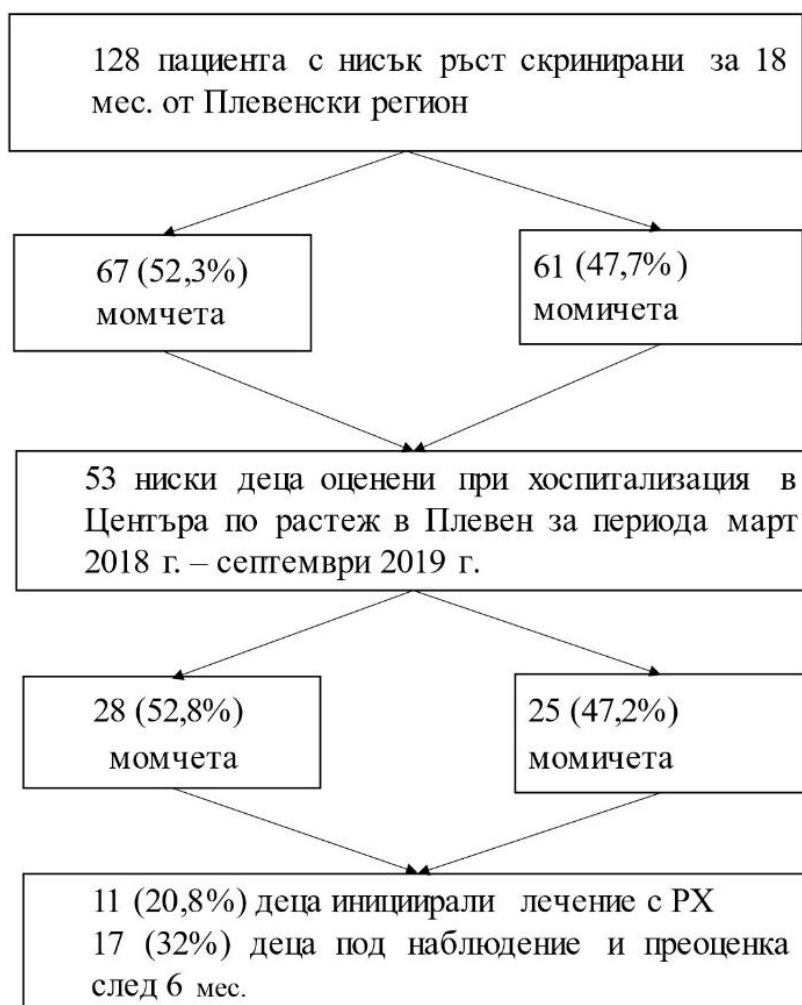 128 пациента с нисък ръст скринирани за 18
мес. от Плевенски регион
67 (52,3%)
момчета
61 (47,7%)
момичета
53 ниски деца оценени при хоспитализация в
Центъра по растеж в Плевен за периода март
2018 г. – септември 2019 г.
28 (52,8%)
момчета
25 (47,2%)
момичета
11 (20,8%) деца инициирали лечение с РХ
17 (32%) деца под наблюдение и преоценка
след 6 мес.